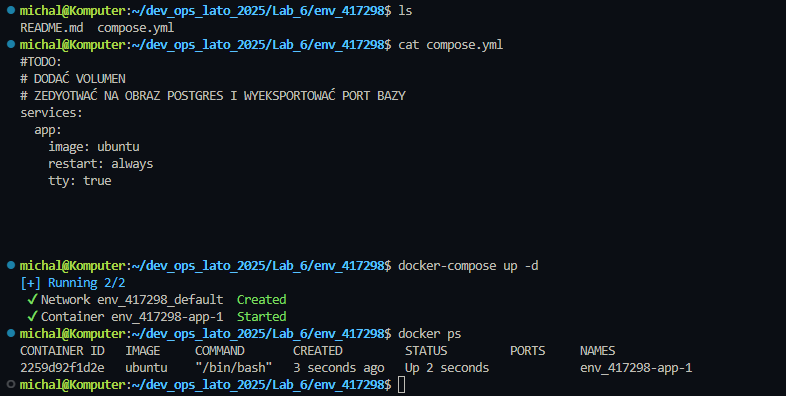 michal@Komputer:~/dev_ops_lato_2025/Lab_6/env_417298$ ls
README.md  compose.yml
michal@Komputer:~/dev_ops_lato_2025/Lab_6/env_417298$ cat compose.yml
#TODO:
# DODAĆ VOLUMEN
# ZEDYOTWAĆ NA OBRAZ POSTGRES I WYEKSPORTOWAĆ PORT BAZY
services:
  app:
    image: ubuntu
    restart: always
    tty: true
michal@Komputer:~/dev_ops_lato_2025/Lab_6/env_417298$ docker-compose up -d
[+] Running 2/2
 ✔ Network env_417298_default  Created
 ✔ Container env_417298-app-1  Started
michal@Komputer:~/dev_ops_lato_2025/Lab_6/env_417298$ docker ps
CONTAINER ID   IMAGE     COMMAND       CREATED         STATUS         PORTS     NAMES
2259d92f1d2e   ubuntu    "/bin/bash"   3 seconds ago   Up 2 seconds             env_417298-app-1
michal@Komputer:~/dev_ops_lato_2025/Lab_6/env_417298$